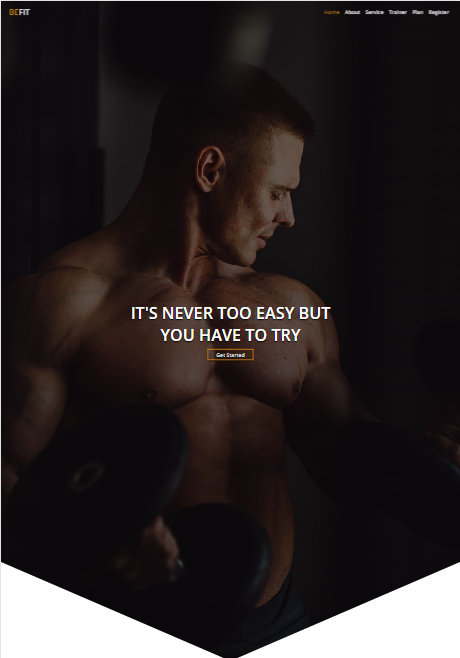 BEFIT
Home About Service Trainer Plan Register
IT'S NEVER TOO EASY BUT
YOU HAVE TO TRY
Get Started